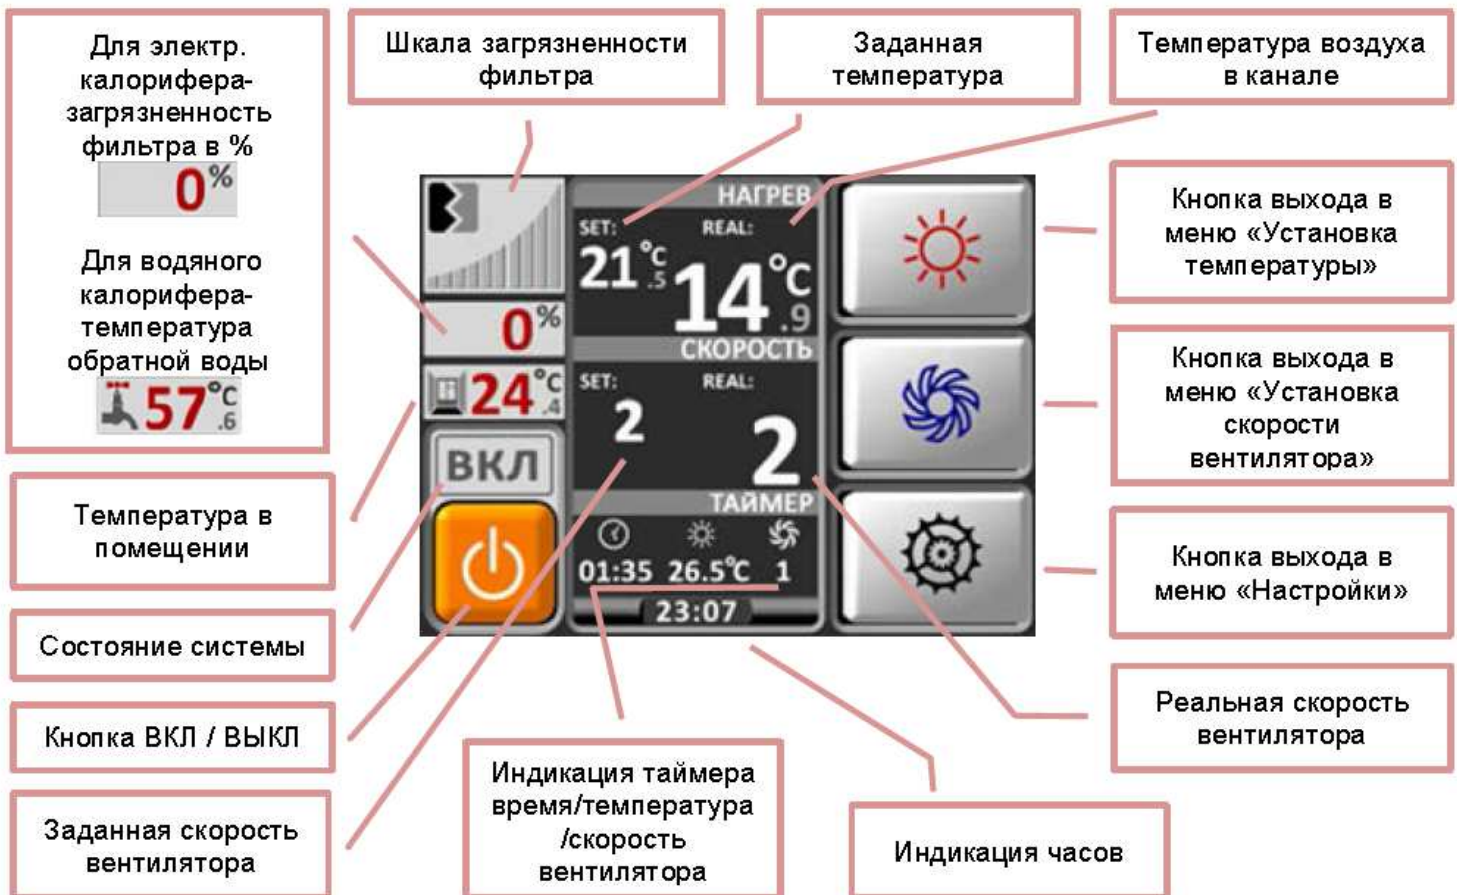 Для электр.
калорифера-
загрязненность
фильтра в %
0%
Для водяного
калорифера-
температура
обратной воды
57°C
.6
Шкала загрязненности
фильтра
Заданная
температура
Температура воздуха
в канале
НАГРЕВ
SET:
REAL:
21°C
.5
14°C
.9
0%
СКОРОСТЬ
24°C
.4
SET:
REAL:
2
2
ВКЛ
ТАЙМЕР
01:35 26.5°C 1
23:07
Кнопка выхода в
меню «Установка
температуры»
Кнопка выхода в
меню «Установка
скорости
вентилятора»
Кнопка выхода в
меню «Настройки»
Реальная скорость
вентилятора
Температура в
помещении
Состояние системы
Кнопка ВКЛ / ВЫКЛ
Заданная скорость
вентилятора
Индикация таймера
время/температура
/скорость
вентилятора
Индикация часов